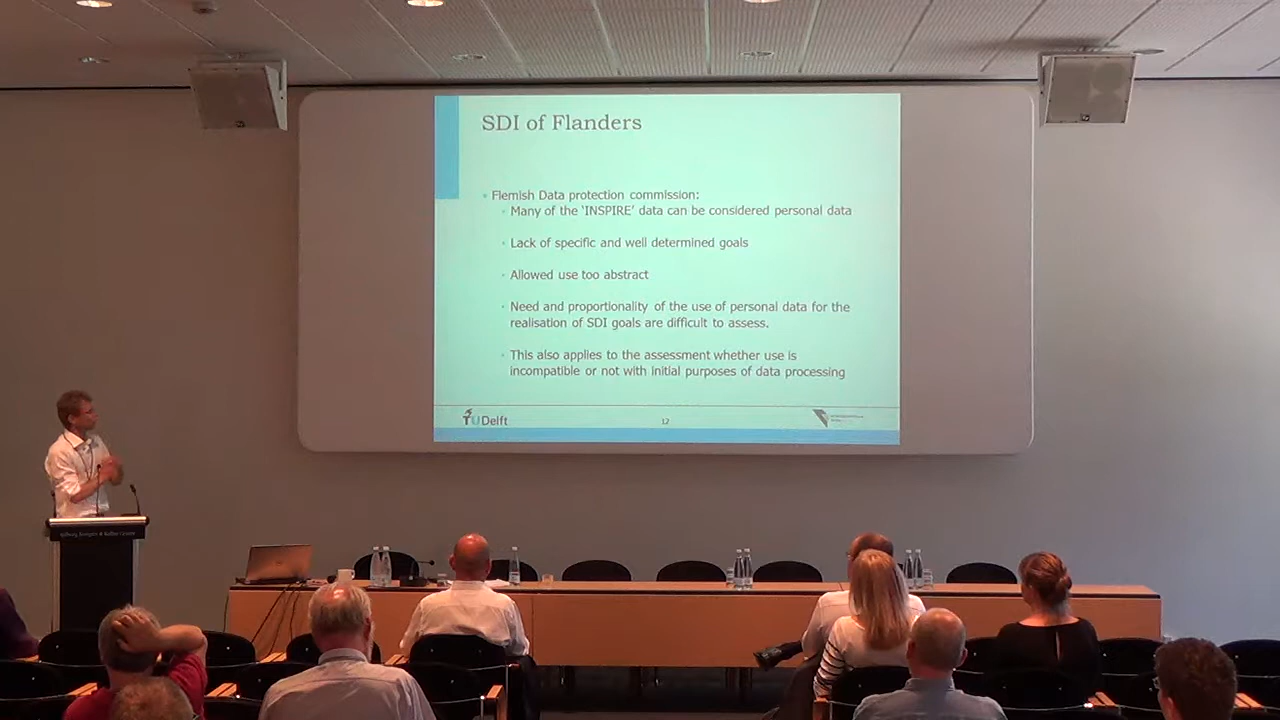 SDI of Flanders
Flemish Data protection commission:
Many of the 'INSPIRE' data can be considered personal data
Lack of specific and well determined goals
Allowed use too abstract
Need and proportionality of the use of personal data for the
realisation of SDI goals are difficult to assess.
This also applies to the assessment whether use is
incompatible or not with initial purposes of data processing
TU Delft
12